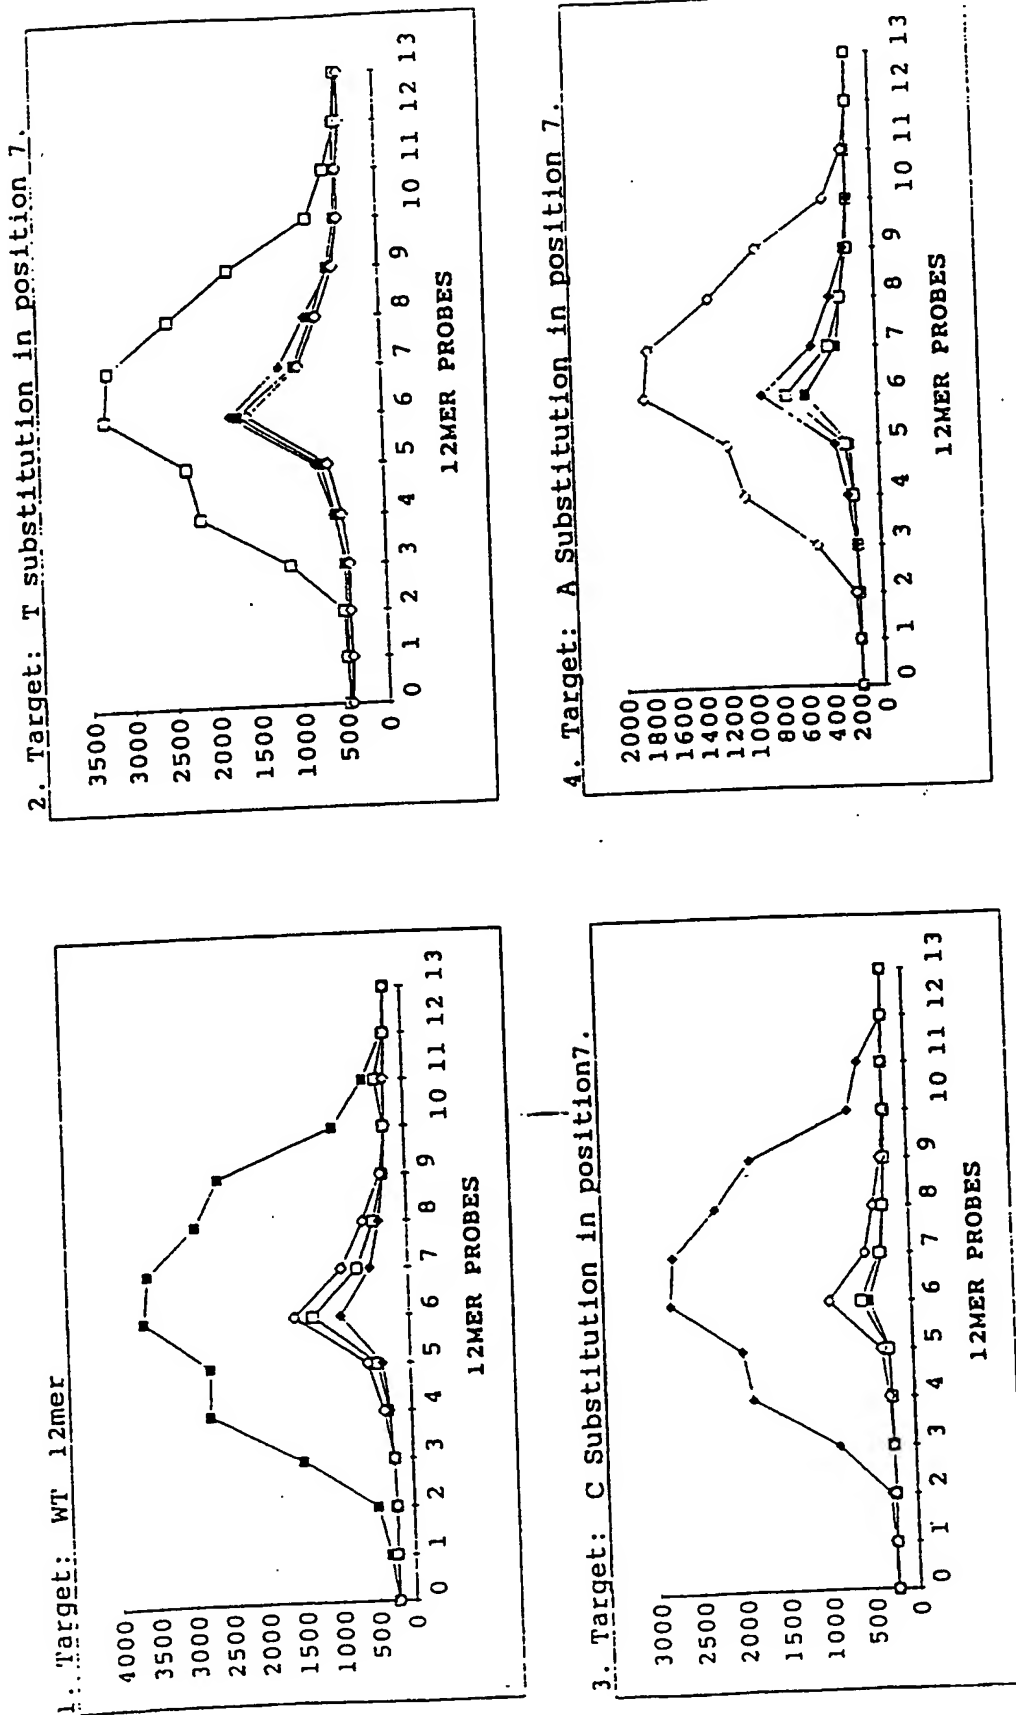 1. Target: WT 12mer
4000
3500
3000
2500
2000
1500
1000
500
0
0 1 2 3 4 5 6 7 8 9 10 11 12 13
12MER PROBES
2. Target: T substitution in position 7.
3500
3000
2500
2000
1500
1000
500
0
0 1 2 3 4 5 6 7 8 9 10 11 12 13
12MER PROBES
3. Target: C Substitution in position7.
3000
2500
2000
1500
1000
500
0
0 1 2 3 4 5 6 7 8 9 10 11 12 13
12MER PROBES
4. Target: A Substitution in position 7.
2000
1800
1600
1400
1200
1000
800
600
400
200
0
0 1 2 3 4 5 6 7 8 9 10 11 12 13
12MER PROBES